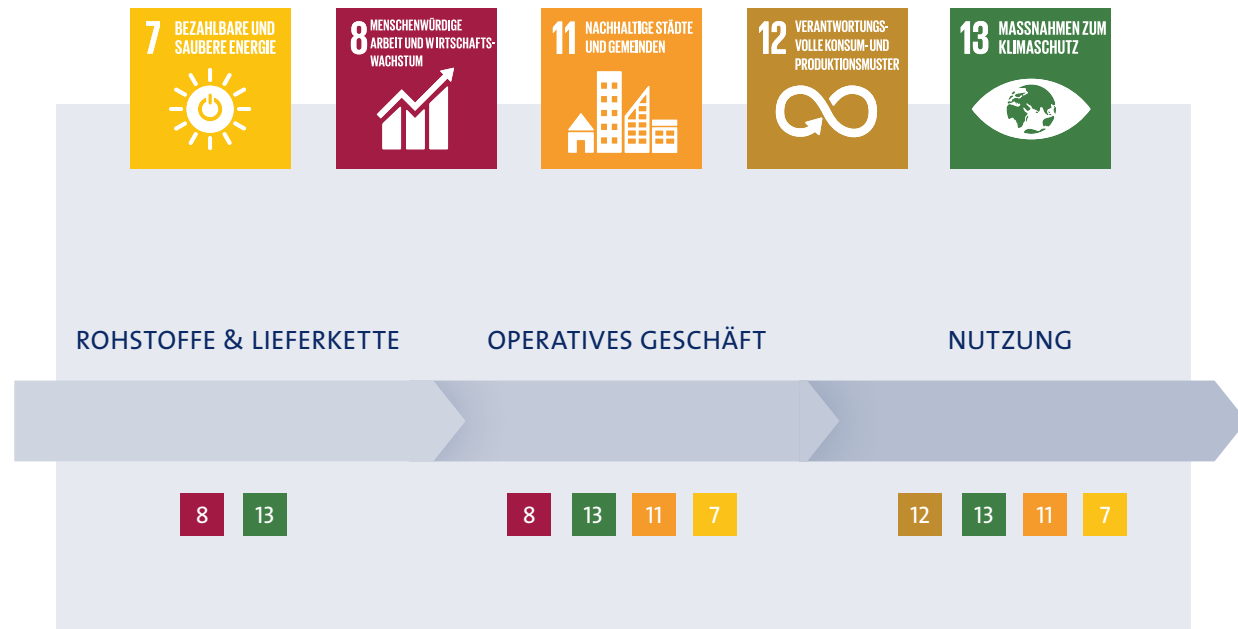 7 BEZAHLBARE UND
SAUBERE ENERGIE
8 MENSCHENWÜRDIGE
ARBEIT UND WIRTSCHAFTS-
WACHSTUM
11 NACHHALTIGE STÄDTE
UND GEMEINDEN
12 VERANTWORTUNGS-
VOLLE KONSUM- UND
PRODUKTIONSMUSTER
13 MASSNAHMEN ZUM
KLIMASCHUTZ
ROHSTOFFE & LIEFERKETTE
OPERATIVES GESCHÄFT
NUTZUNG
8 13
8 13 11 7
12 13 11 7